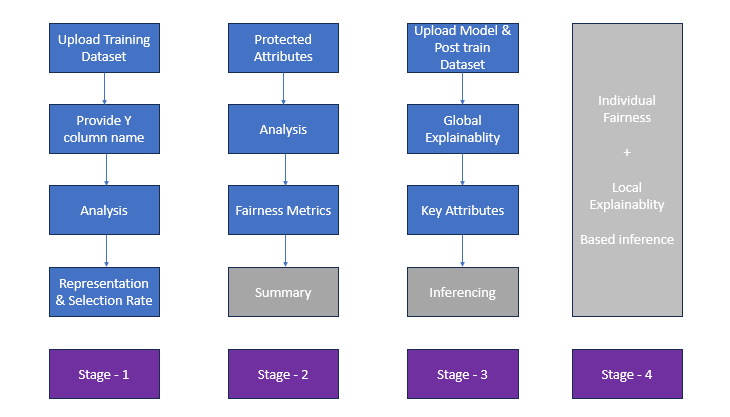 Upload Training
Dataset
Provide Y
column name
Analysis
Representation
& Selection Rate
Stage - 1
Protected
Attributes
Analysis
Fairness Metrics
Summary
Stage - 2
Upload Model &
Post train
Dataset
Global
Explainablity
Key Attributes
Inferencing
Stage - 3
Individual
Fairness
+
Local
Explainablity
Based inference
Stage - 4